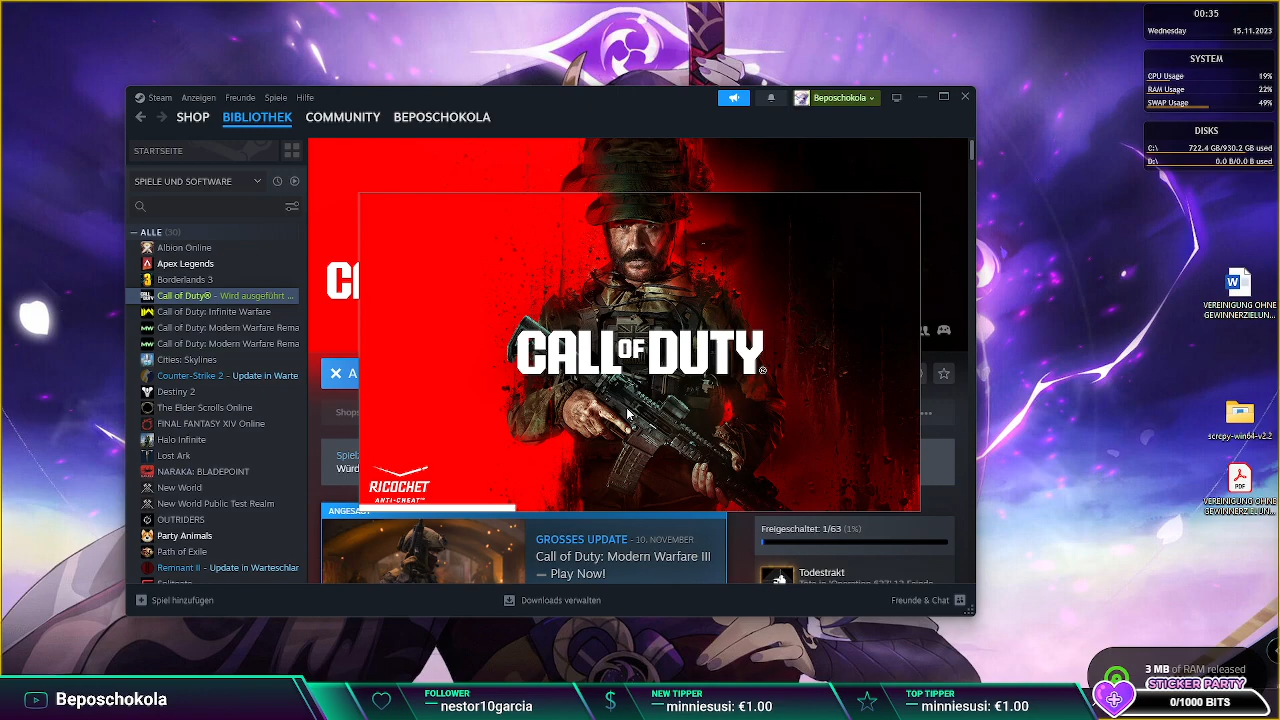 00:35
Wednesday 15.11.2023
SYSTEM
CPU Usage 19%
RAM Usage 22%
SWAP Usage 49%
DISKS
C:\ 722.4 GB/930.2 GB used
D:\ 0.0 B/0.0 B used
Steam Anzeigen Freunde Spiele Hilfe
Beposchokola
SHOP BIBLIOTHEK COMMUNITY BEPOSCHOKOLA
STARTSEITE
SPIELE UND SOFTWARE
ALLE (30)
Albion Online
Apex Legends
Borderlands 3
Call of Duty® - Wird ausgeführt ...
Call of Duty: Infinite Warfare
Call of Duty: Modern Warfare Rema
Call of Duty: Modern Warfare Rema
Cities: Skylines
Counter-Strike 2 - Update in Warte
Destiny 2
The Elder Scrolls Online
FINAL FANTASY XIV Online
Halo Infinite
Lost Ark
NARAKA: BLADEPOINT
New World
New World Public Test Realm
OUTRIDERS
Party Animals
Path of Exile
Remnant II - Update in Warteschlar
CALL OF DUTY®
RICOCHET
ANTI-CHEAT™
A
Shops
Spiel
Würd
ANGESAGT
GROSSES UPDATE - 10. NOVEMBER
Call of Duty: Modern Warfare III
— Play Now!
Freigeschaltet: 1/63 (1%)
Todestrakt
Spiel hinzufügen
Downloads verwalten
Freunde & Chat
VEREINIGUNG OHNE
GEWINNERZIELUN...
scrcpy-win64-v2.2
VEREINIGUNG OHNE
GEWINNERZIELUN...
3 MB of RAM released
STICKER PARTY
0/1000 BITS
Beposchokola
FOLLOWER
nestor10garcia
NEW TIPPER
minniesusi: €1.00
TOP TIPPER
minniesusi: €1.00